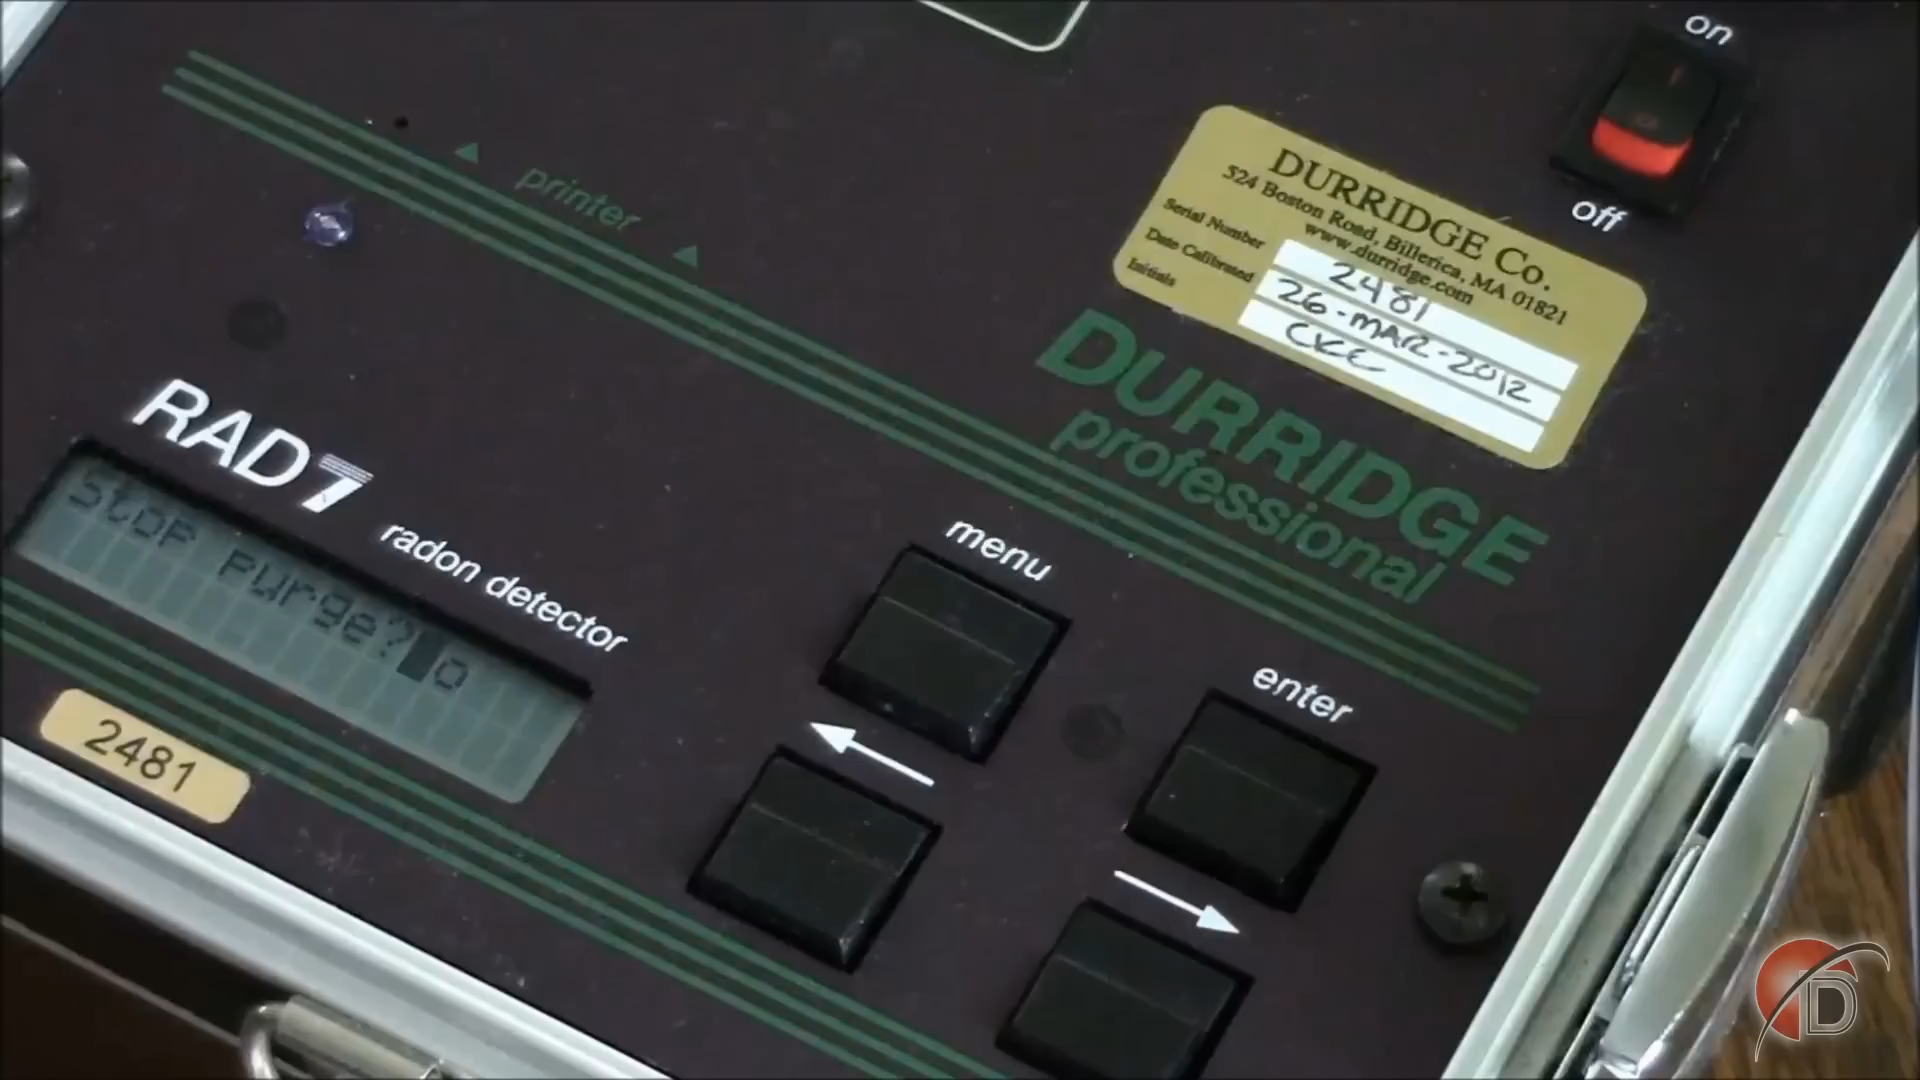 on
off
printer
DURRIDGE Co.
524 Boston Road, Billerica, MA 01821
www.durridge.com
Serial Number 2481
Date Calibrated 26-MAR-2012
Initials CKC
DURRIDGE
professional
RAD7
radon detector
Stop purge? o
2481
menu
enter
D